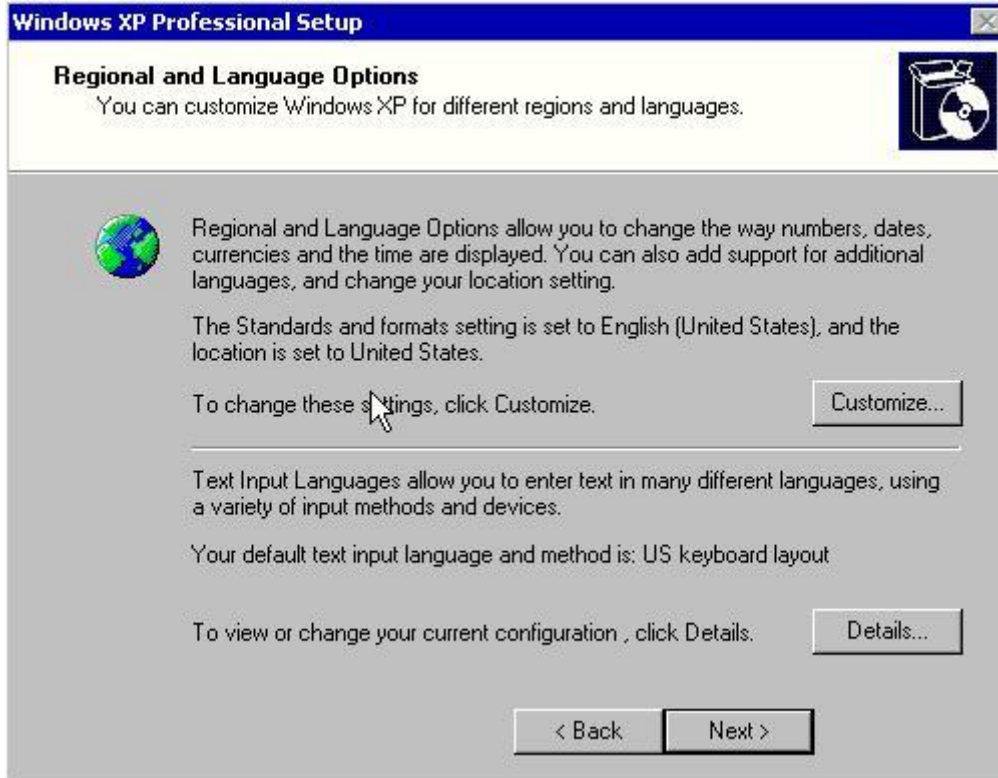 Windows XP Professional Setup
Regional and Language Options
You can customize Windows XP for different regions and languages.
Regional and Language Options allow you to change the way numbers, dates,
currencies and the time are displayed. You can also add support for additional
languages, and change your location setting.
The Standards and formats setting is set to English (United States), and the
location is set to United States.
To change these settings, click Customize.
Customize...
Text Input Languages allow you to enter text in many different languages, using
a variety of input methods and devices.
Your default text input language and method is: US keyboard layout
To view or change your current configuration , click Details.
Details...
< Back
Next >